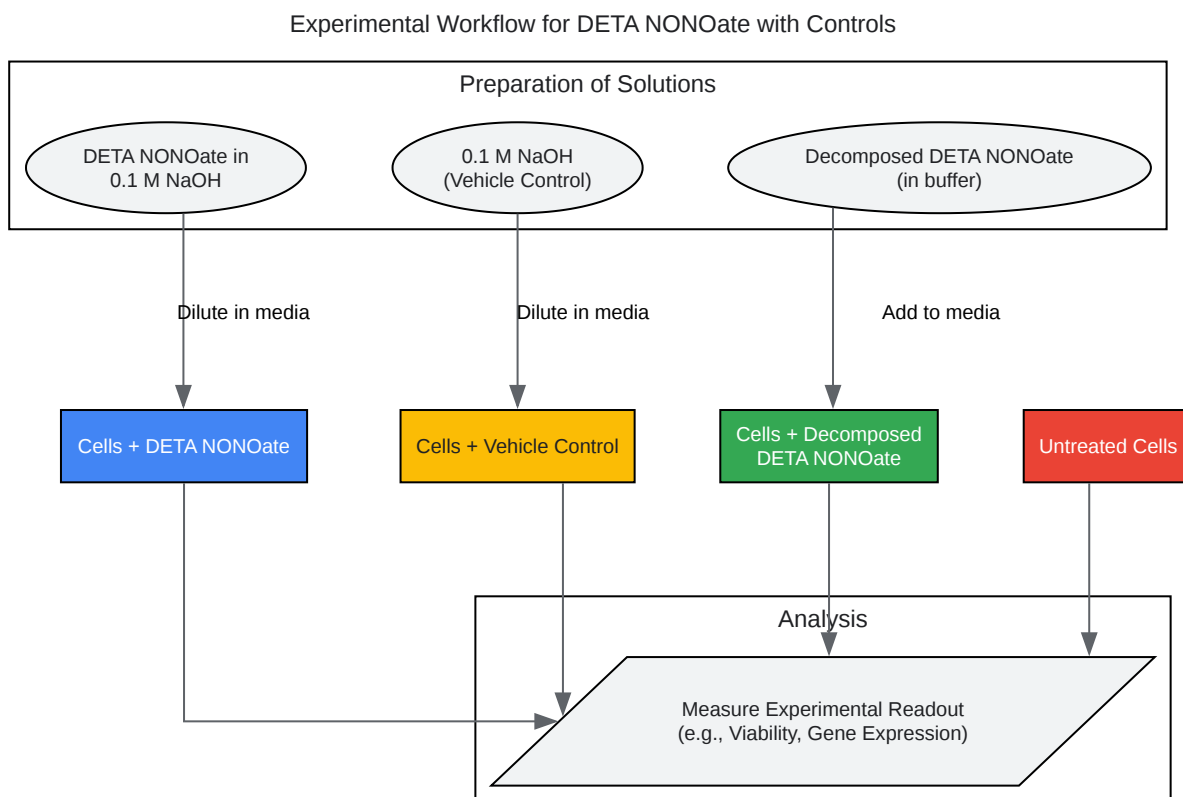 Experimental Workflow for DETA NONOate with Controls
Preparation of Solutions
DETA NONOate in
0.1 M NaOH
0.1 M NaOH
(Vehicle Control)
Decomposed DETA NONOate
(in buffer)
Dilute in media
Dilute in media
Add to media
Cells + DETA NONOate
Cells + Vehicle Control
Cells + Decomposed
DETA NONOate
Untreated Cells
Analysis
Measure Experimental Readout
(e.g., Viability, Gene Expression)